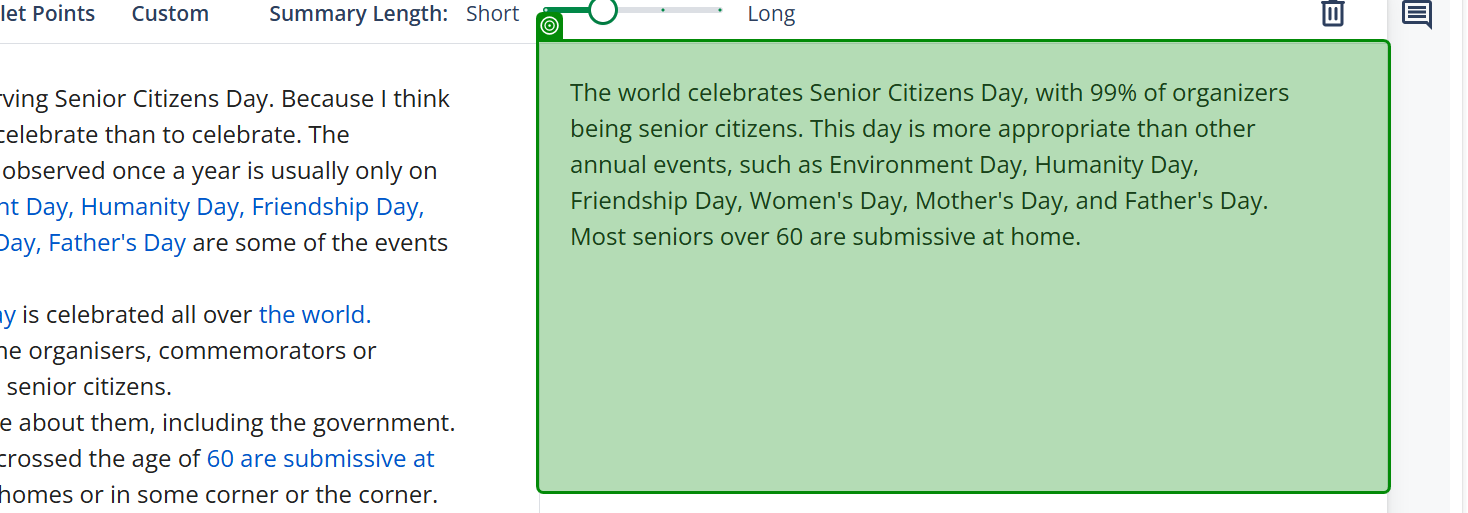 let Points Custom Summary Length: Short Long
rving Senior Citizens Day. Because I think
celebrate than to celebrate. The
observed once a year is usually only on
nt Day, Humanity Day, Friendship Day,
Day, Father's Day are some of the events
ay is celebrated all over the world.
he organisers, commemorators or
senior citizens.
e about them, including the government.
crossed the age of 60 are submissive at
homes or in some corner or the corner.
The world celebrates Senior Citizens Day, with 99% of organizers
being senior citizens. This day is more appropriate than other
annual events, such as Environment Day, Humanity Day,
Friendship Day, Women's Day, Mother's Day, and Father's Day.
Most seniors over 60 are submissive at home.